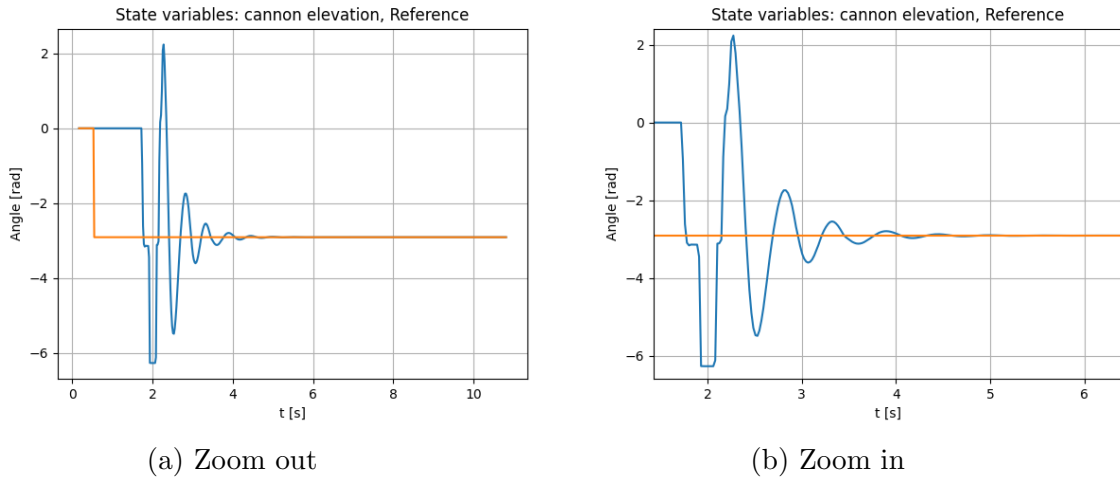 State variables: cannon elevation, Reference
2
0
−2
−4
−6
Angle [rad]
0 2 4 6 8 10
t [s]
(a) Zoom out
State variables: cannon elevation, Reference
2
0
−2
−4
−6
Angle [rad]
2 3 4 5 6
t [s]
(b) Zoom in